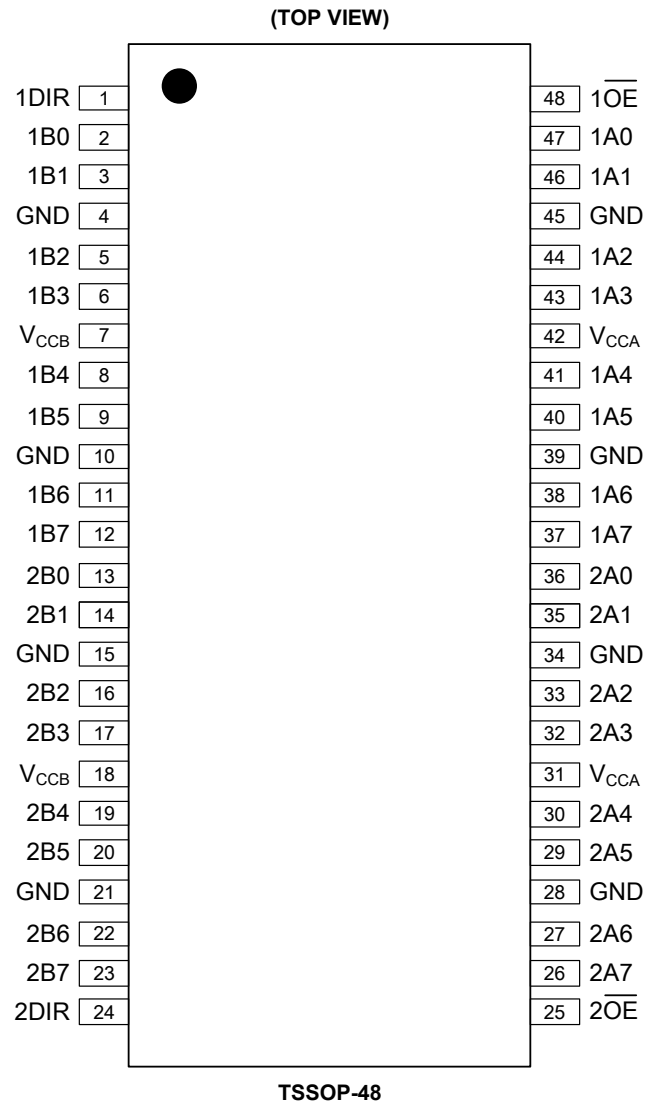 (TOP VIEW)
1DIR 1 48 1O̅E̅
1B0 2 47 1A0
1B1 3 46 1A1
GND 4 45 GND
1B2 5 44 1A2
1B3 6 43 1A3
VCCB 7 42 VCCA
1B4 8 41 1A4
1B5 9 40 1A5
GND 10 39 GND
1B6 11 38 1A6
1B7 12 37 1A7
2B0 13 36 2A0
2B1 14 35 2A1
GND 15 34 GND
2B2 16 33 2A2
2B3 17 32 2A3
VCCB 18 31 VCCA
2B4 19 30 2A4
2B5 20 29 2A5
GND 21 28 GND
2B6 22 27 2A6
2B7 23 26 2A7
2DIR 24 25 2O̅E̅
TSSOP-48